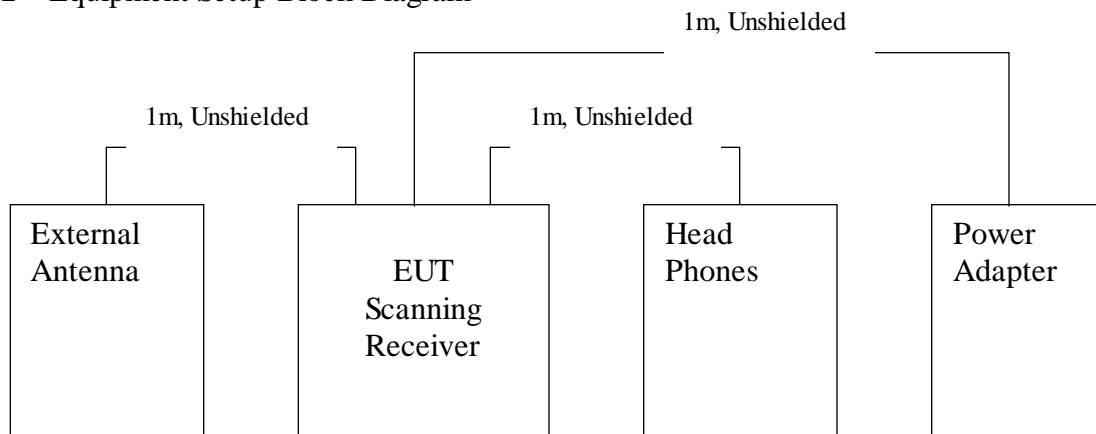 Equipment Setup Block Diagram
1m, Unshielded
1m, Unshielded
1m, Unshielded
External
Antenna
EUT
Scanning
Receiver
Head
Phones
Power
Adapter